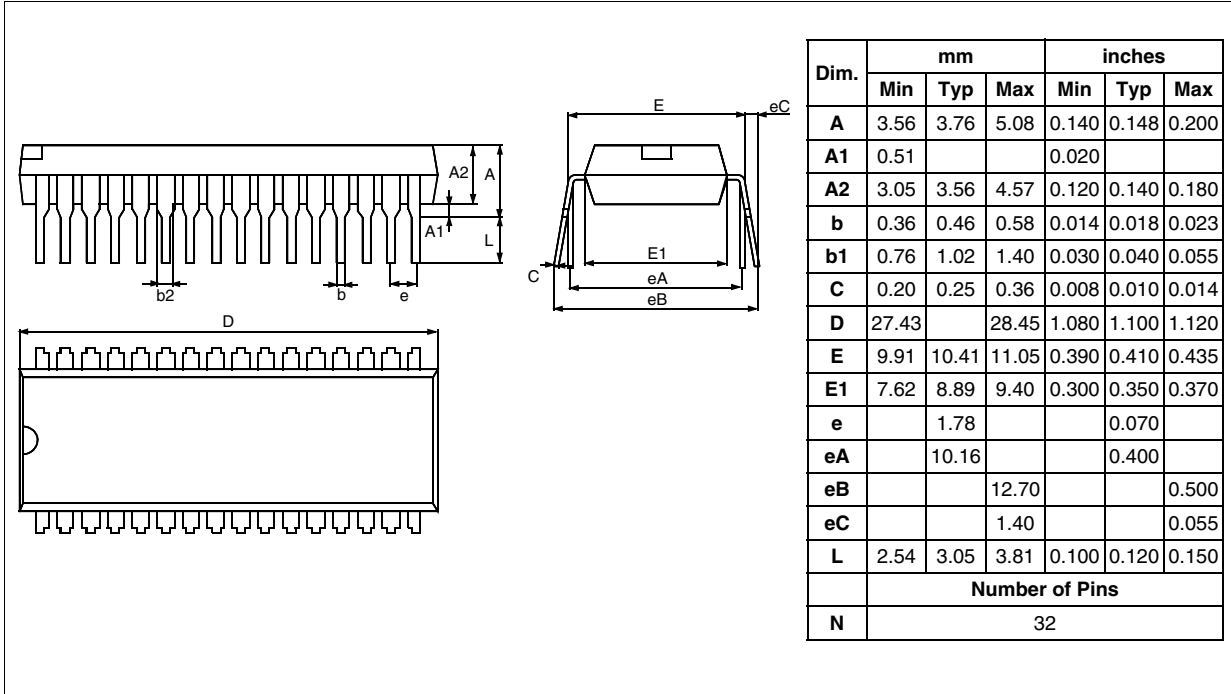 E eC
A2 A
A1 L
b2 b e
C E1
eA
eB
D
Dim. mm inches
Min Typ Max Min Typ Max
A 3.56 3.76 5.08 0.140 0.148 0.200
A1 0.51 0.020
A2 3.05 3.56 4.57 0.120 0.140 0.180
b 0.36 0.46 0.58 0.014 0.018 0.023
b1 0.76 1.02 1.40 0.030 0.040 0.055
C 0.20 0.25 0.36 0.008 0.010 0.014
D 27.43 28.45 1.080 1.100 1.120
E 9.91 10.41 11.05 0.390 0.410 0.435
E1 7.62 8.89 9.40 0.300 0.350 0.370
e 1.78 0.070
eA 10.16 0.400
eB 12.70 0.500
eC 1.40 0.055
L 2.54 3.05 3.81 0.100 0.120 0.150
Number of Pins
N 32